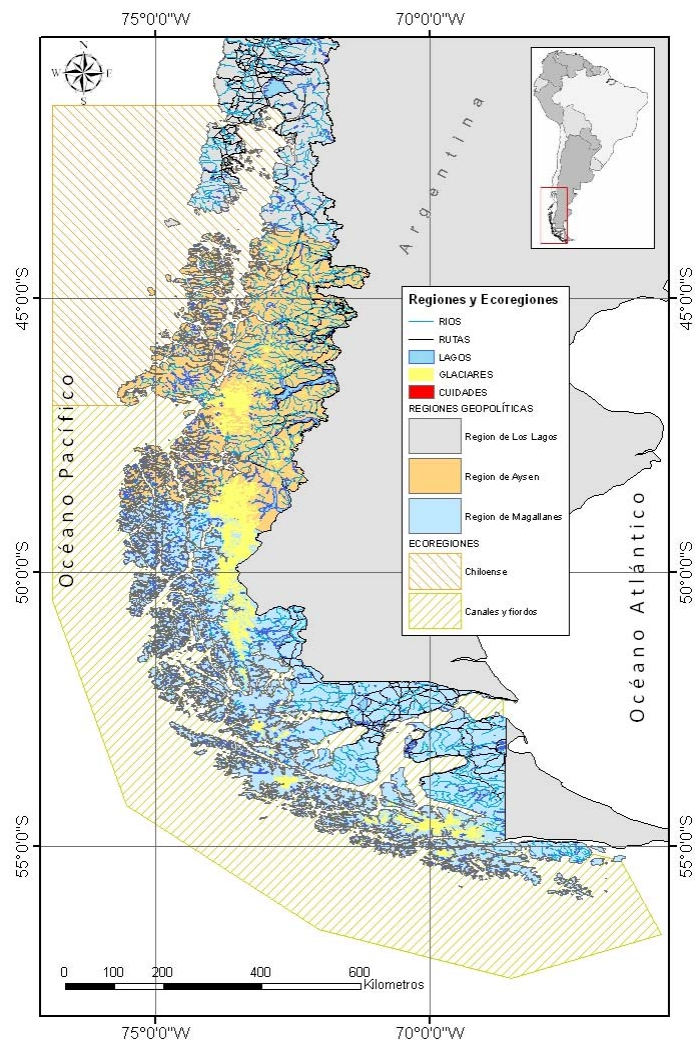 75°0'0"W 70°0'0"W
N
W E
S
Argentina
45°0'0"S 45°0'0"S
Regiones y Ecoregiones
RIOS
RUTAS
LAGOS
GLACIARES
CUIDADES
REGIONES GEOPOLÍTICAS
Region de Los Lagos
Region de Aysen
Region de Magallanes
ECOREGIONES
Chiloense
Canales y fiordos
Océano Pacífico
Océano Atlántico
50°0'0"S 50°0'0"S
55°0'0"S 55°0'0"S
0 100 200 400 600
Kilometros
75°0'0"W 70°0'0"W